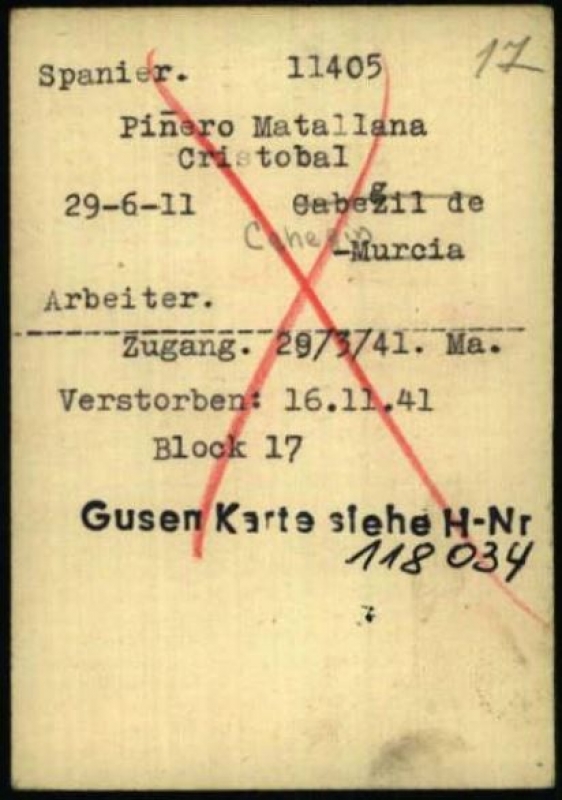 Spanier. 11405 17
Piñero Matallana
Cristobal
29-6-11 Cabezil de
Cehegin
-Murcia
Arbeiter.
Zugang. 29/3/41. Ma.
Verstorben: 16.11.41
Block 17
Gusen Karte siehe H-Nr
118 034